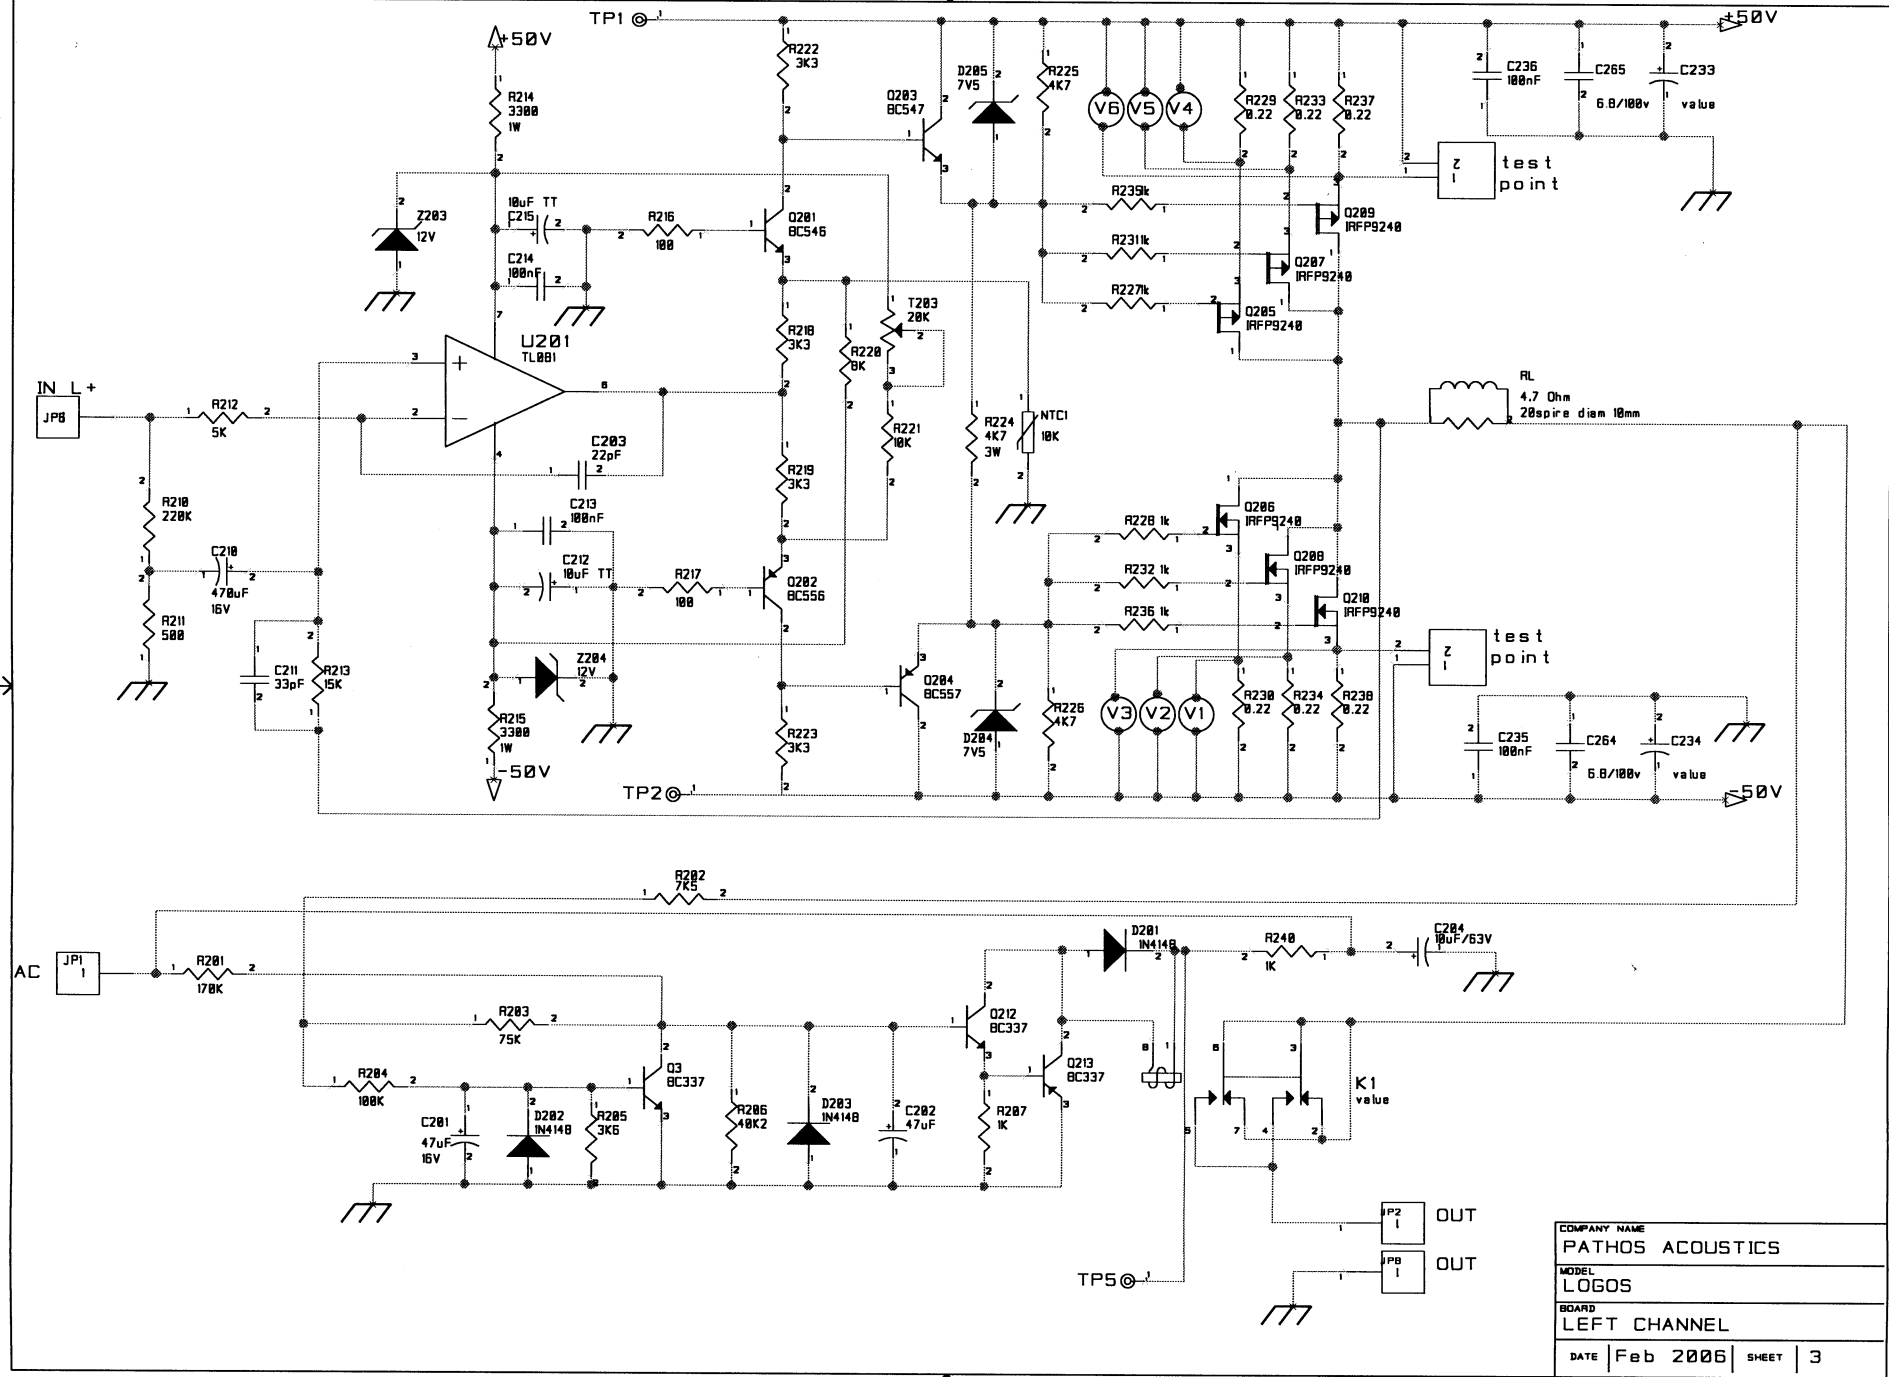 TP1
+50V
+50V
R222
3K3
R214
3300
1W
Q203
BC547
D205
7V5
R225
4K7
V6
V5
V4
R229
0.22
R233
0.22
R237
0.22
C236
100nF
C265
6.8/100v
C233
value
test
point
Z203
12V
10uF TT
C215
C214
100nF
R216
100
Q201
BC546
R235 1k
R231 1k
R227 1k
Q209
IRFP9240
Q207
IRFP9240
Q205
IRFP9240
U201
TL081
R218
3K3
R220
8K
T203
20K
IN L+
JP6
R212
5K
C203
22pF
R221
10K
R224
4K7
3W
NTC1
10K
RL
4.7 Ohm
20spire diam 10mm
R219
3K3
R210
220K
C213
100nF
C212
10uF TT
C210
470uF
16V
R217
100
Q202
BC556
R228 1k
R232 1k
R236 1k
Q206
IRFP9240
Q208
IRFP9240
Q210
IRFP9240
R211
500
C211
33pF
R213
15K
Z204
12V
R215
3300
1W
-50V
Q204
BC557
R223
3K3
D204
7V5
R226
4K7
V3
V2
V1
R230
0.22
R234
0.22
R238
0.22
test
point
C235
100nF
C264
6.8/100v
C234
value
TP2
-50V
R202
7K5
AC
JP1
1
R201
170K
D201
1N4148
R240
1K
C204
10uF/63V
R203
75K
Q212
BC337
Q213
BC337
R204
100K
Q3
BC337
C201
47uF
16V
D202
1N4148
R205
3K6
R206
40K2
D203
1N4148
C202
47uF
R207
1K
K1
value
JP2
1
OUT
JP8
1
OUT
TP5
COMPANY NAME
PATHOS ACOUSTICS
MODEL
LOGOS
BOARD
LEFT CHANNEL
DATE Feb 2006 SHEET 3